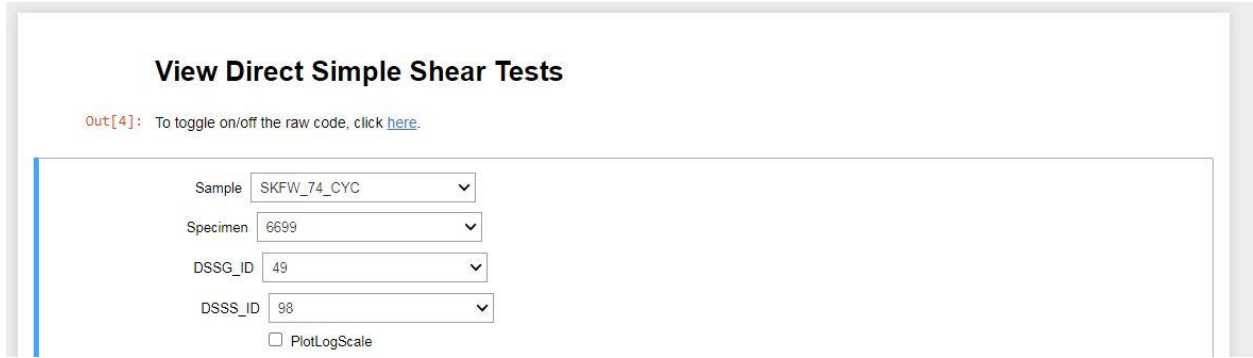 View Direct Simple Shear Tests
Out[4]: To toggle on/off the raw code, click here.
Sample SKFW_74_CYC
Specimen 6699
DSSG_ID 49
DSSS_ID 98
PlotLogScale